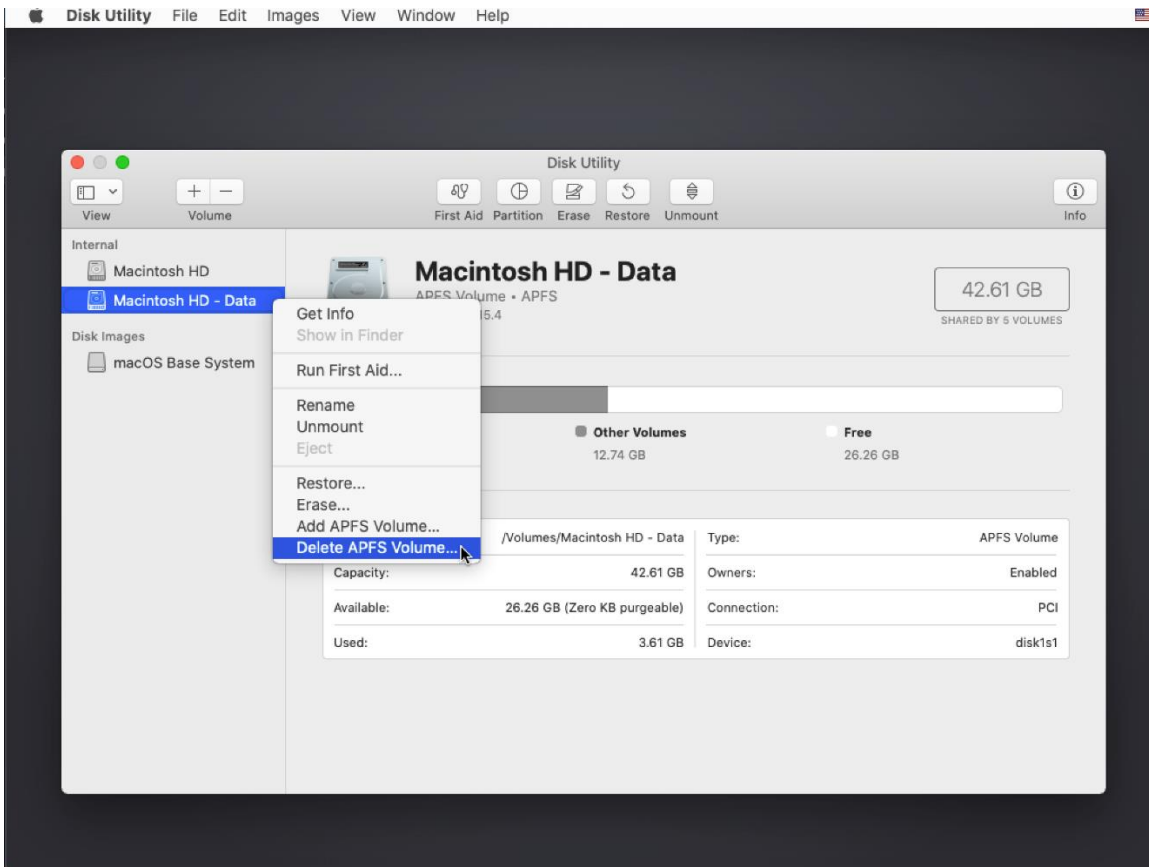 Disk Utility File Edit Images View Window Help
Disk Utility
View Volume First Aid Partition Erase Restore Unmount Info
Internal
Macintosh HD
Macintosh HD - Data
Disk Images
macOS Base System
Macintosh HD - Data
APFS Volume • APFS
15.4
42.61 GB
SHARED BY 5 VOLUMES
Get Info
Show in Finder
Run First Aid...
Rename
Unmount
Eject
Restore...
Erase...
Add APFS Volume...
Delete APFS Volume...
Other Volumes
12.74 GB
Free
26.26 GB
/Volumes/Macintosh HD - Data Type: APFS Volume
Capacity: 42.61 GB Owners: Enabled
Available: 26.26 GB (Zero KB purgeable) Connection: PCI
Used: 3.61 GB Device: disk1s1